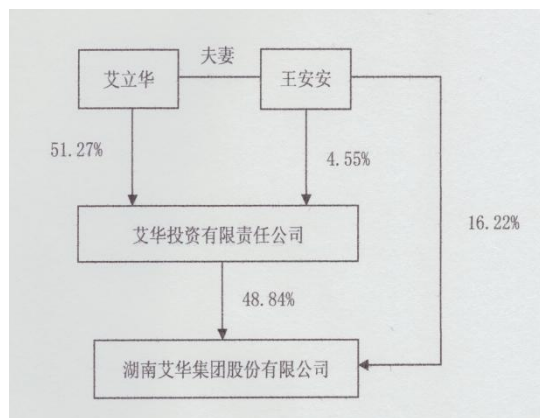 夫妻
艾立华
王安安
51.27%
4.55%
艾华投资有限责任公司
16.22%
48.84%
湖南艾华集团股份有限公司